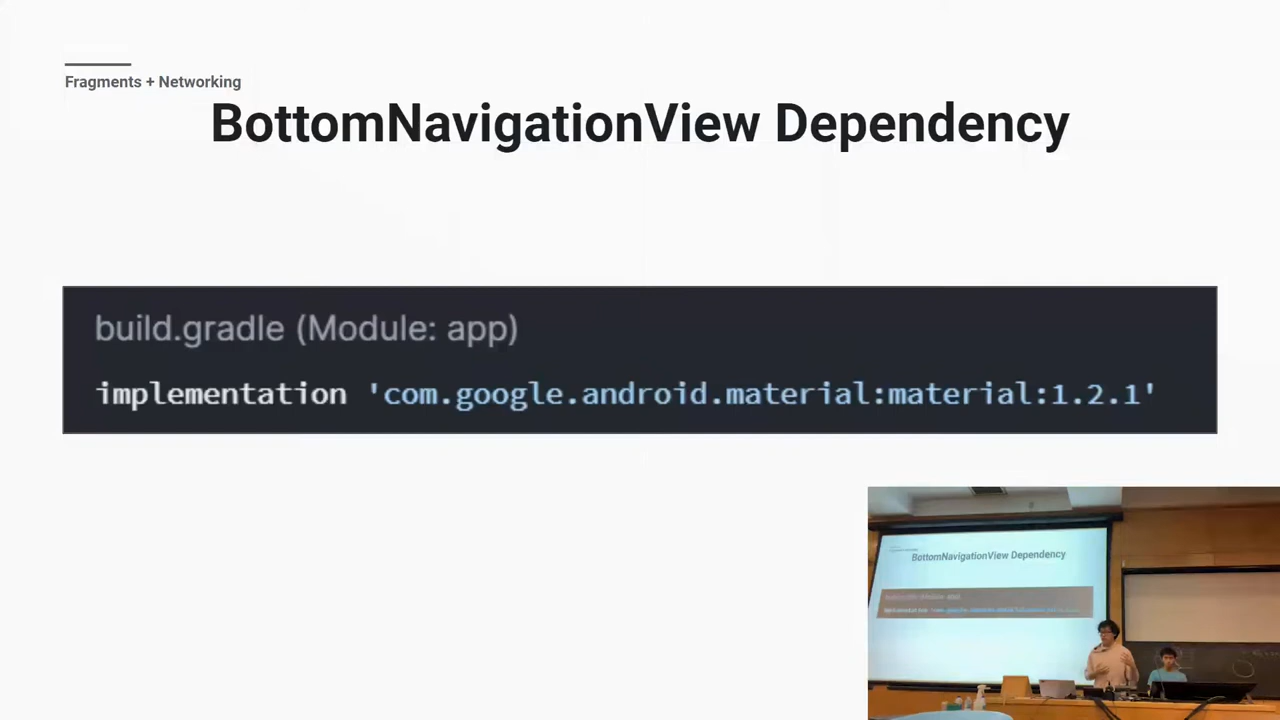 Fragments + Networking
BottomNavigationView Dependency
build.gradle (Module: app)
implementation 'com.google.android.material:material:1.2.1'
BottomNavigationView Dependency